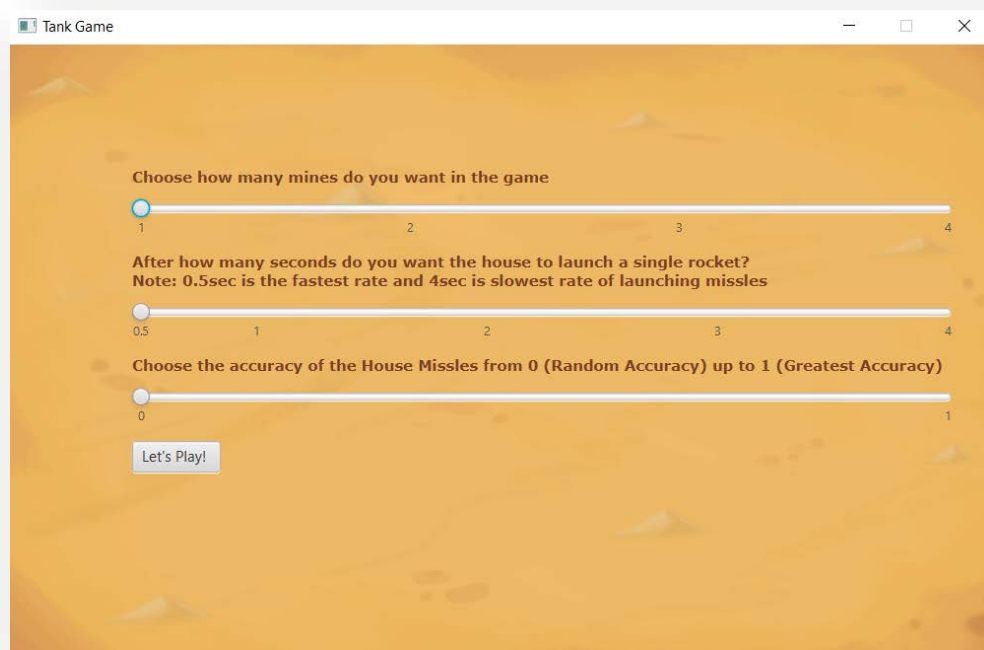 Tank Game
Choose how many mines do you want in the game
1 2 3 4
After how many seconds do you want the house to launch a single rocket?
Note: 0.5sec is the fastest rate and 4sec is slowest rate of launching missles
0.5 1 2 3 4
Choose the accuracy of the House Missles from 0 (Random Accuracy) up to 1 (Greatest Accuracy)
0 1
Let's Play!